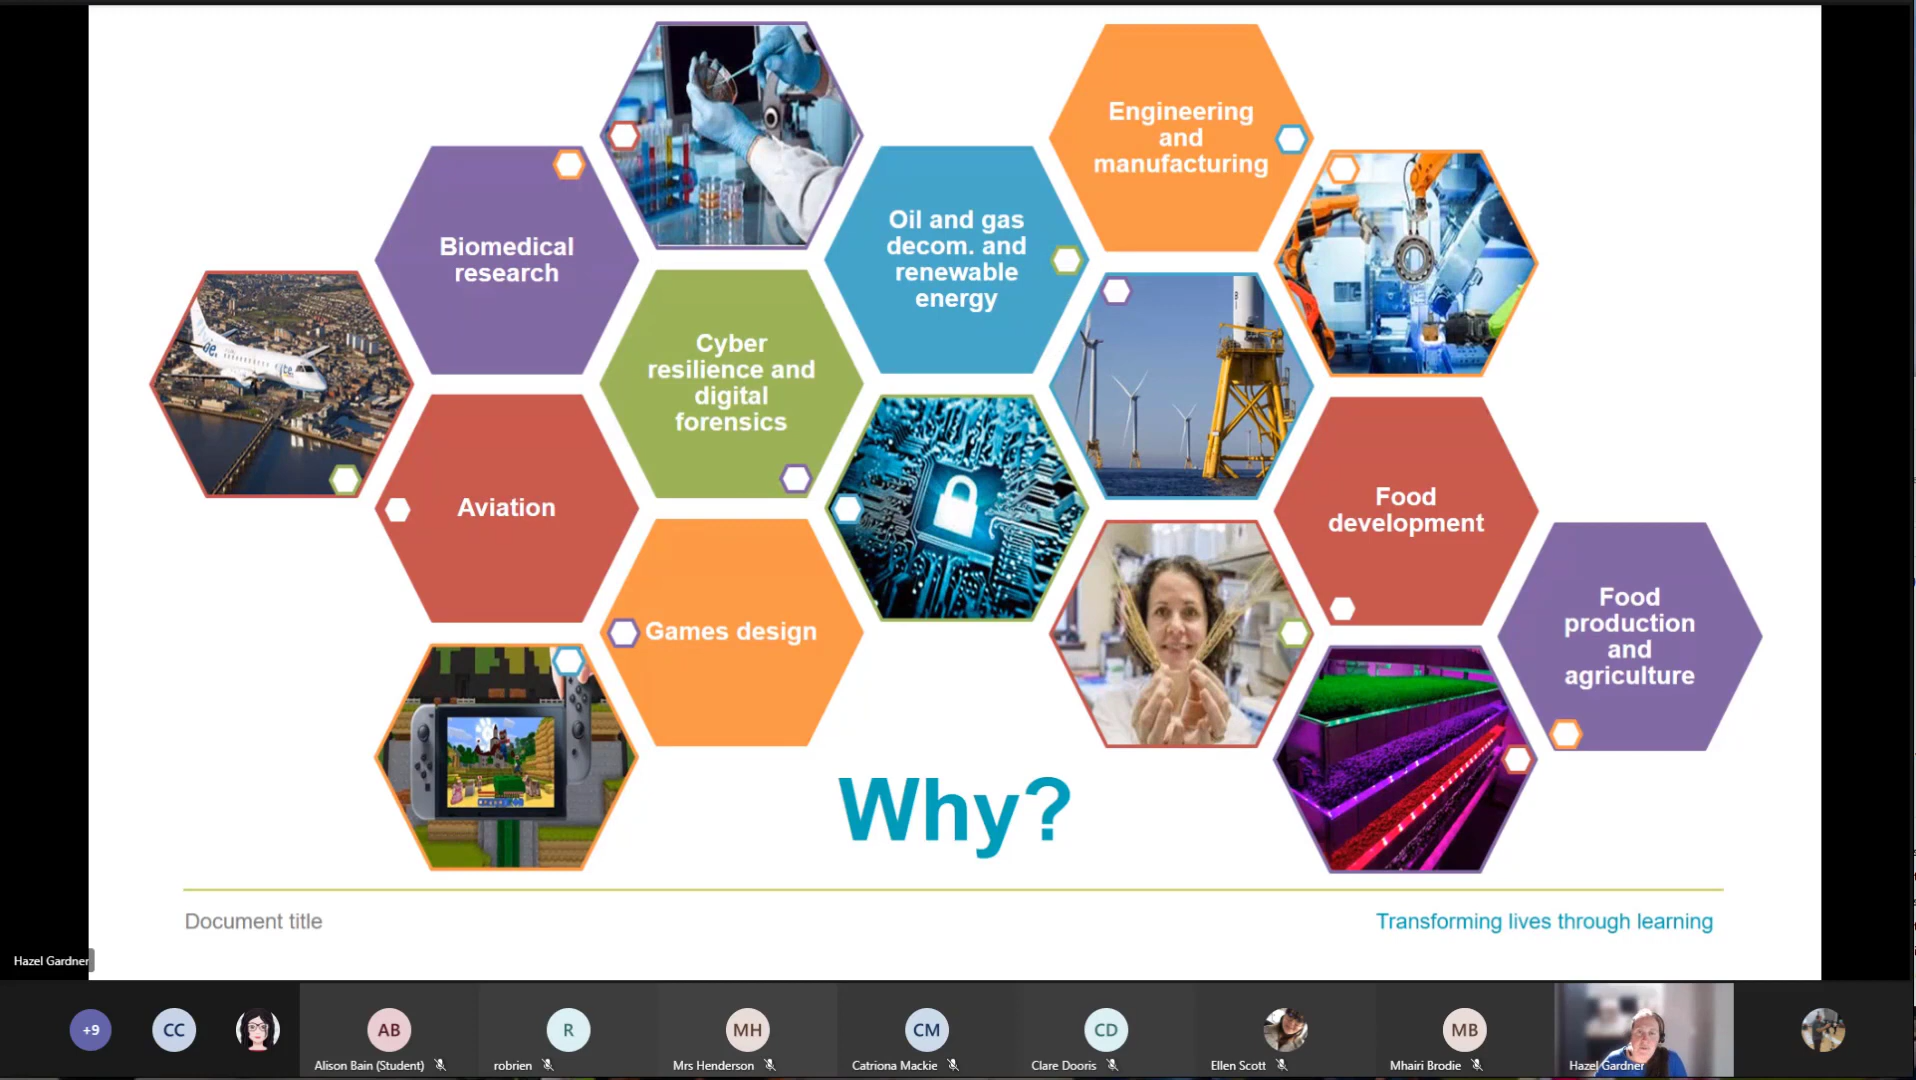 Engineering
and
manufacturing
Biomedical
research
Oil and gas
decom. and
renewable
energy
Cyber
resilience and
digital
forensics
Aviation
Food
development
Games design
Food
production
and
agriculture
Why?
Document title
Transforming lives through learning
Hazel Gardner
+9
CC
AB
R
MH
CM
CD
MB
Alison Bain (Student)
robrien
Mrs Henderson
Catriona Mackie
Clare Dooris
Ellen Scott
Mhairi Brodie
Hazel Gardner